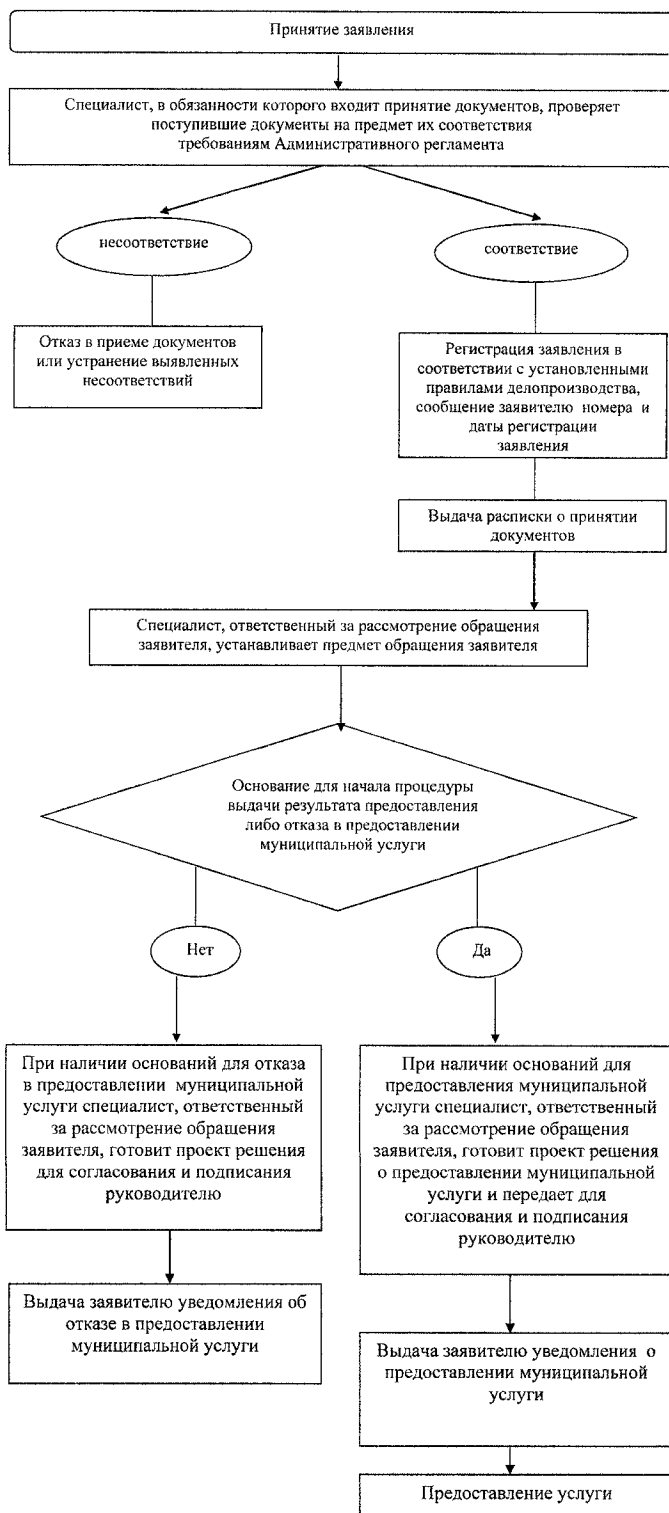 Принятие заявления
Специалист, в обязанности которого входит принятие документов, проверяет
поступившие документы на предмет их соответствия
требованиям Административного регламента
несоответствие
соответствие
Отказ в приеме документов
или устранение выявленных
несоответствий
Регистрация заявления в
соответствии с установленными
правилами делопроизводства,
сообщение заявителю номера и
даты регистрации
заявления
Выдача расписки о принятии
документов
Специалист, ответственный за рассмотрение обращения
заявителя, устанавливает предмет обращения заявителя
Основание для начала процедуры
выдачи результата предоставления
либо отказа в предоставлении
муниципальной услуги
Нет
Да
При наличии оснований для отказа
в предоставлении муниципальной
услуги специалист, ответственный
за рассмотрение обращения
заявителя, готовит проект решения
для согласования и подписания
руководителю
При наличии оснований для
предоставления муниципальной
услуги специалист, ответственный
за рассмотрение обращения
заявителя, готовит проект решения
о предоставлении муниципальной
услуги и передает для
согласования и подписания
руководителю
Выдача заявителю уведомления об
отказе в предоставлении
муниципальной услуги
Выдача заявителю уведомления о
предоставлении муниципальной
услуги
Предоставление услуги